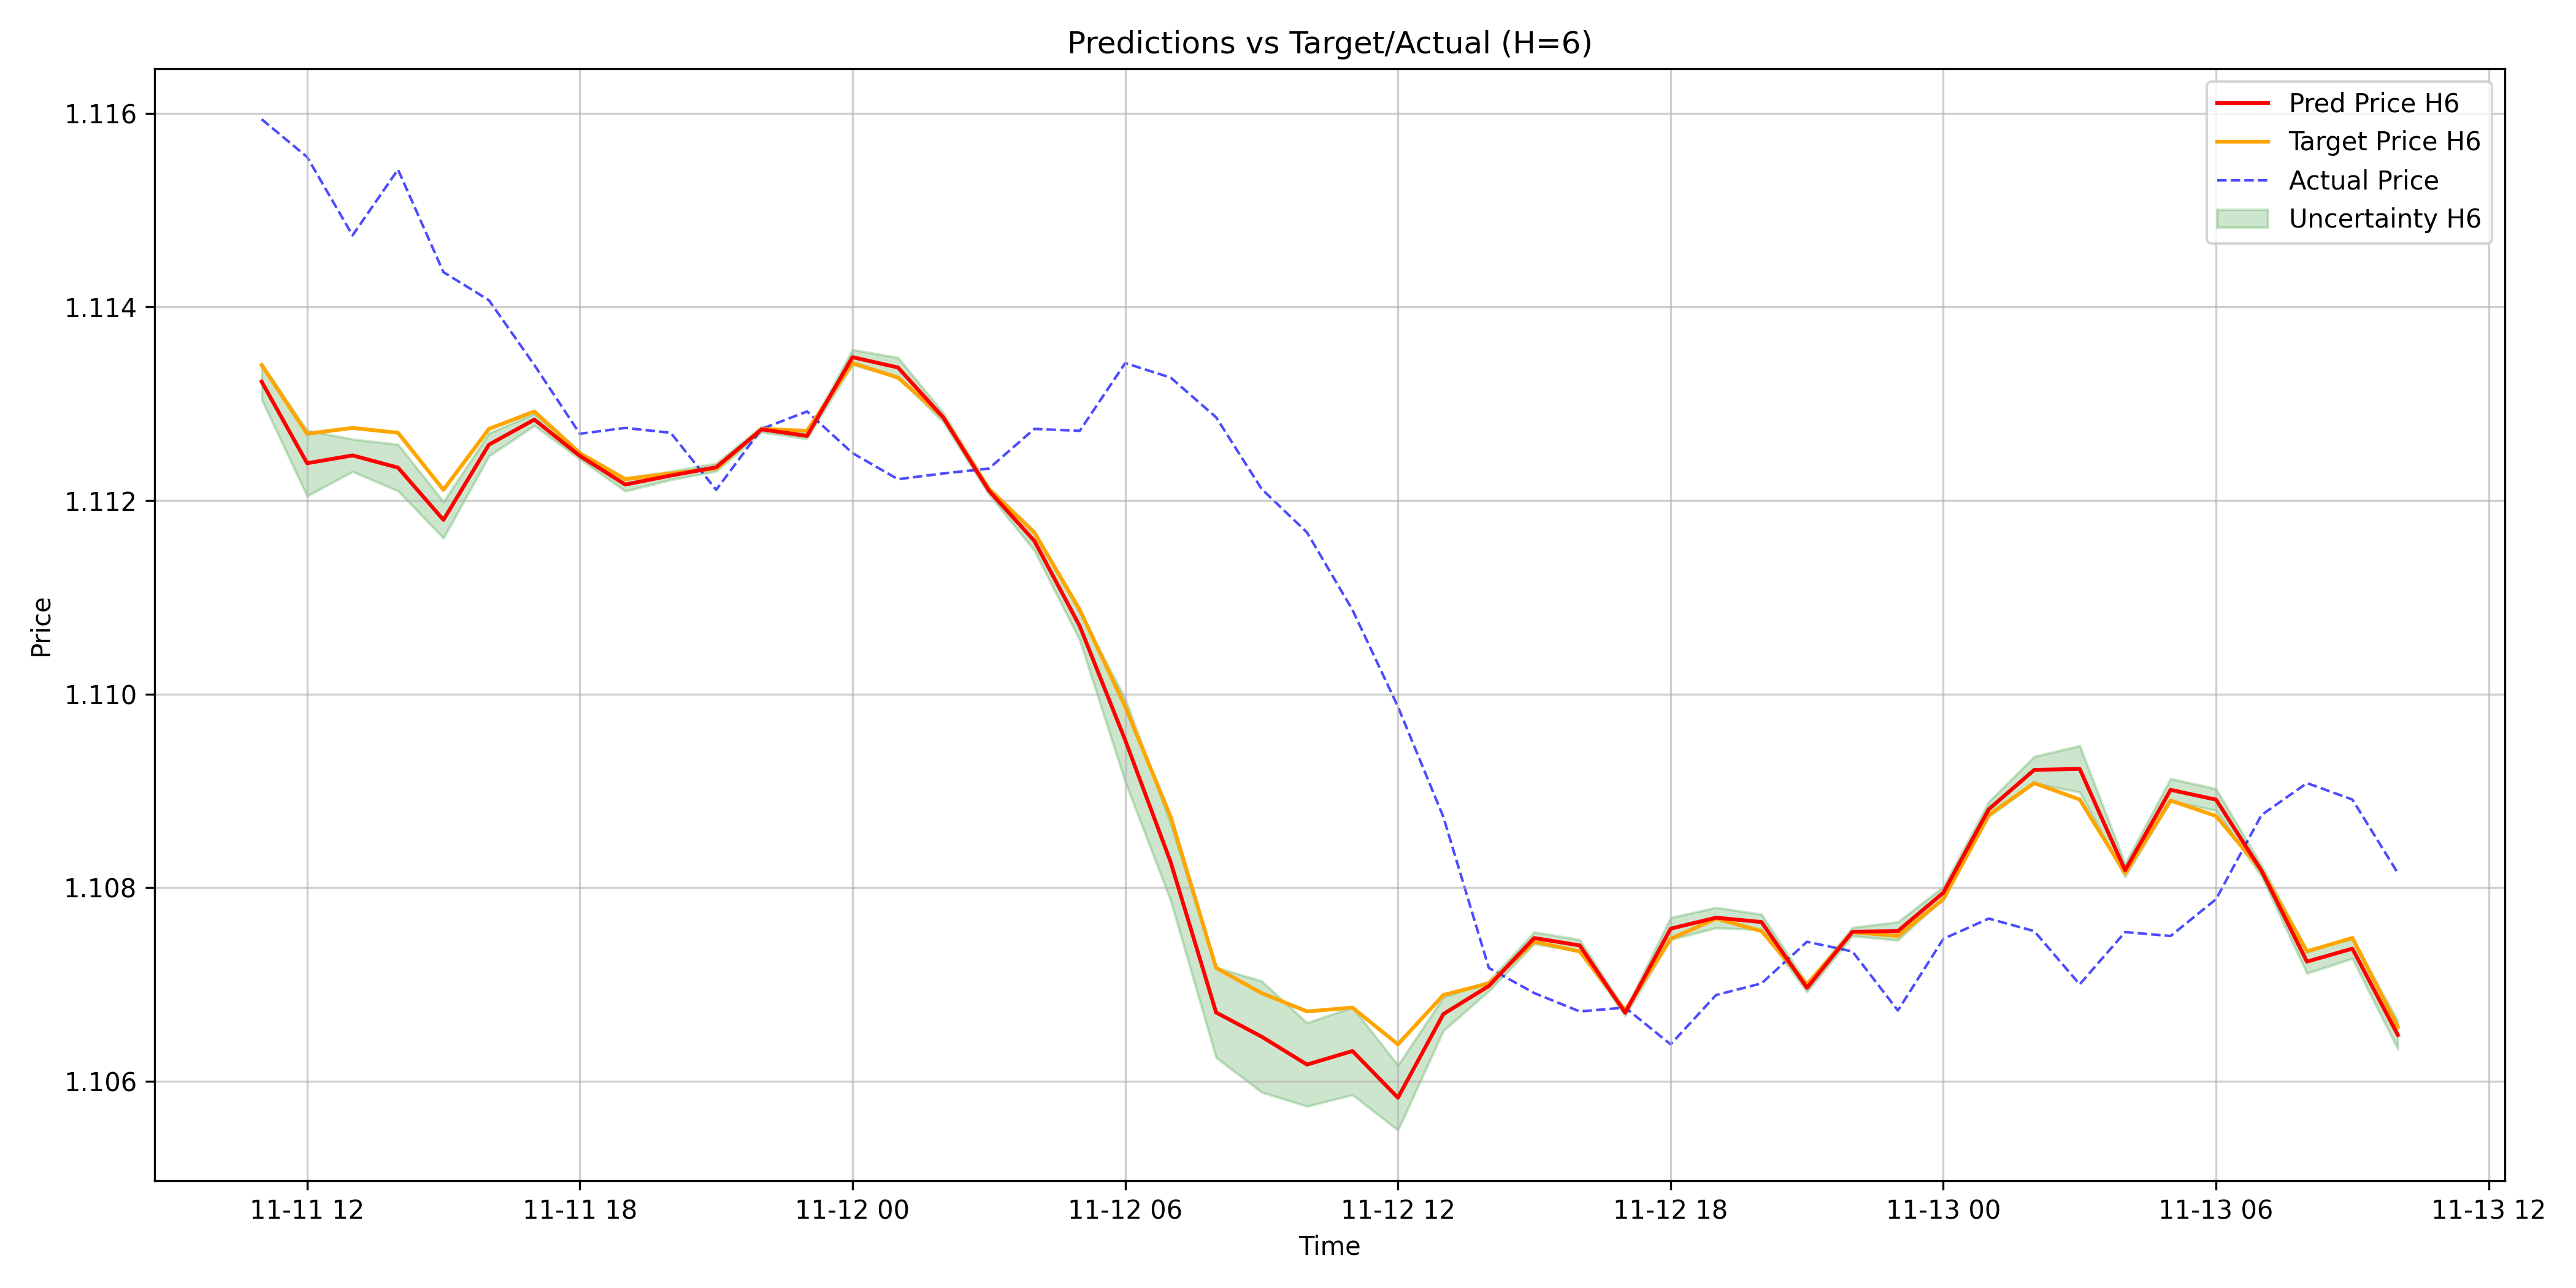 Predictions vs Target/Actual (H=6)
Pred Price H6
Target Price H6
Actual Price
Uncertainty H6
Price
1.116
1.114
1.112
1.110
1.108
1.106
11-11 12
11-11 18
11-12 00
11-12 06
11-12 12
11-12 18
11-13 00
11-13 06
11-13 12
Time